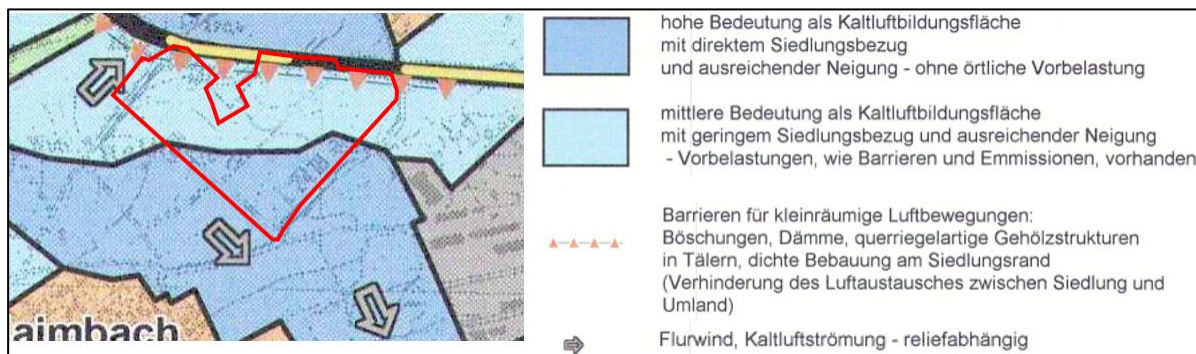 hohe Bedeutung als Kaltluftbildungsfläche
mit direktem Siedlungsbezug
und ausreichender Neigung - ohne örtliche Vorbelastung
mittlere Bedeutung als Kaltluftbildungsfläche
mit geringem Siedlungsbezug und ausreichender Neigung
- Vorbelastungen, wie Barrieren und Emmissionen, vorhanden
Barrieren für kleinräumige Luftbewegungen:
Böschungen, Dämme, querriegelartige Gehölzstrukturen
in Tälern, dichte Bebauung am Siedlungsrand
(Verhinderung des Luftaustausches zwischen Siedlung und
Umland)
Flurwind, Kaltluftströmung - reliefabhängig
aimbach